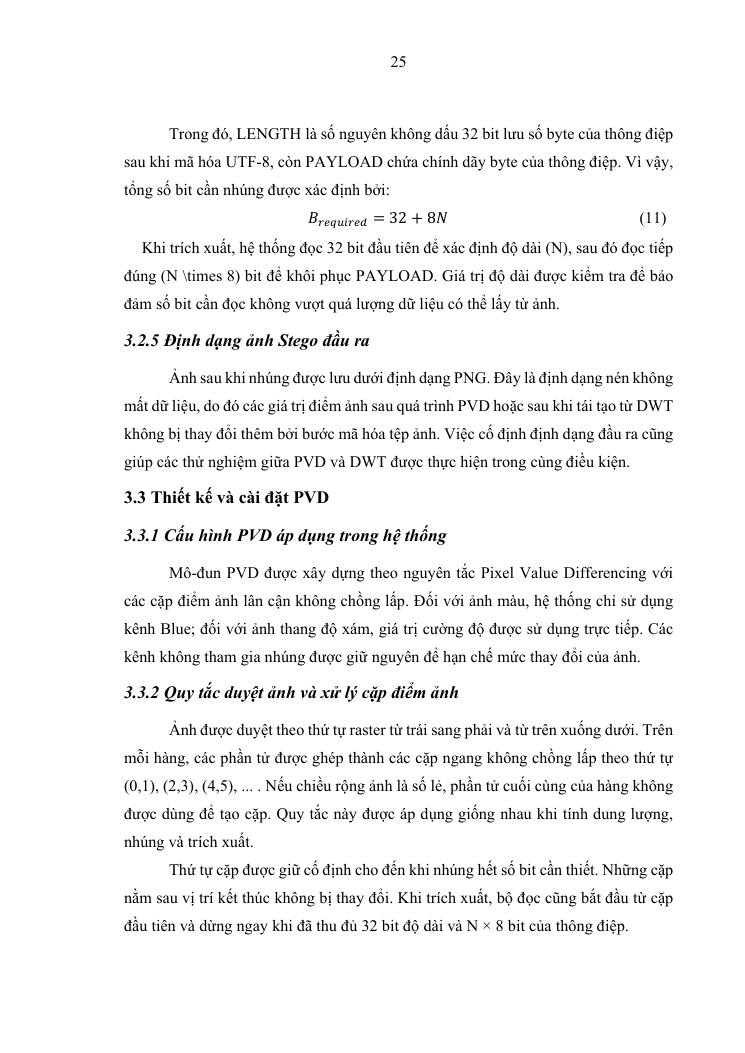 25
Trong đó, LENGTH là số nguyên không dấu 32 bit lưu số byte của thông điệp
sau khi mã hóa UTF-8, còn PAYLOAD chứa chính dãy byte của thông điệp. Vì vậy,
tổng số bit cần nhúng được xác định bởi:
B_{required} = 32 + 8N (11)
Khi trích xuất, hệ thống đọc 32 bit đầu tiên để xác định độ dài (N), sau đó đọc tiếp
đúng (N \times 8) bit để khôi phục PAYLOAD. Giá trị độ dài được kiểm tra để bảo
đảm số bit cần đọc không vượt quá lượng dữ liệu có thể lấy từ ảnh.
3.2.5 Định dạng ảnh Stego đầu ra
Ảnh sau khi nhúng được lưu dưới định dạng PNG. Đây là định dạng nén không
mất dữ liệu, do đó các giá trị điểm ảnh sau quá trình PVD hoặc sau khi tái tạo từ DWT
không bị thay đổi thêm bởi bước mã hóa tệp ảnh. Việc cố định định dạng đầu ra cũng
giúp các thử nghiệm giữa PVD và DWT được thực hiện trong cùng điều kiện.
3.3 Thiết kế và cài đặt PVD
3.3.1 Cấu hình PVD áp dụng trong hệ thống
Mô-đun PVD được xây dựng theo nguyên tắc Pixel Value Differencing với
các cặp điểm ảnh lân cận không chồng lấp. Đối với ảnh màu, hệ thống chỉ sử dụng
kênh Blue; đối với ảnh thang độ xám, giá trị cường độ được sử dụng trực tiếp. Các
kênh không tham gia nhúng được giữ nguyên để hạn chế mức thay đổi của ảnh.
3.3.2 Quy tắc duyệt ảnh và xử lý cặp điểm ảnh
Ảnh được duyệt theo thứ tự raster từ trái sang phải và từ trên xuống dưới. Trên
mỗi hàng, các phần tử được ghép thành các cặp ngang không chồng lấp theo thứ tự
(0,1), (2,3), (4,5), ... . Nếu chiều rộng ảnh là số lẻ, phần tử cuối cùng của hàng không
được dùng để tạo cặp. Quy tắc này được áp dụng giống nhau khi tính dung lượng,
nhúng và trích xuất.
Thứ tự cặp được giữ cố định cho đến khi nhúng hết số bit cần thiết. Những cặp
nằm sau vị trí kết thúc không bị thay đổi. Khi trích xuất, bộ đọc cũng bắt đầu từ cặp
đầu tiên và dừng ngay khi đã thu đủ 32 bit độ dài và N × 8 bit của thông điệp.